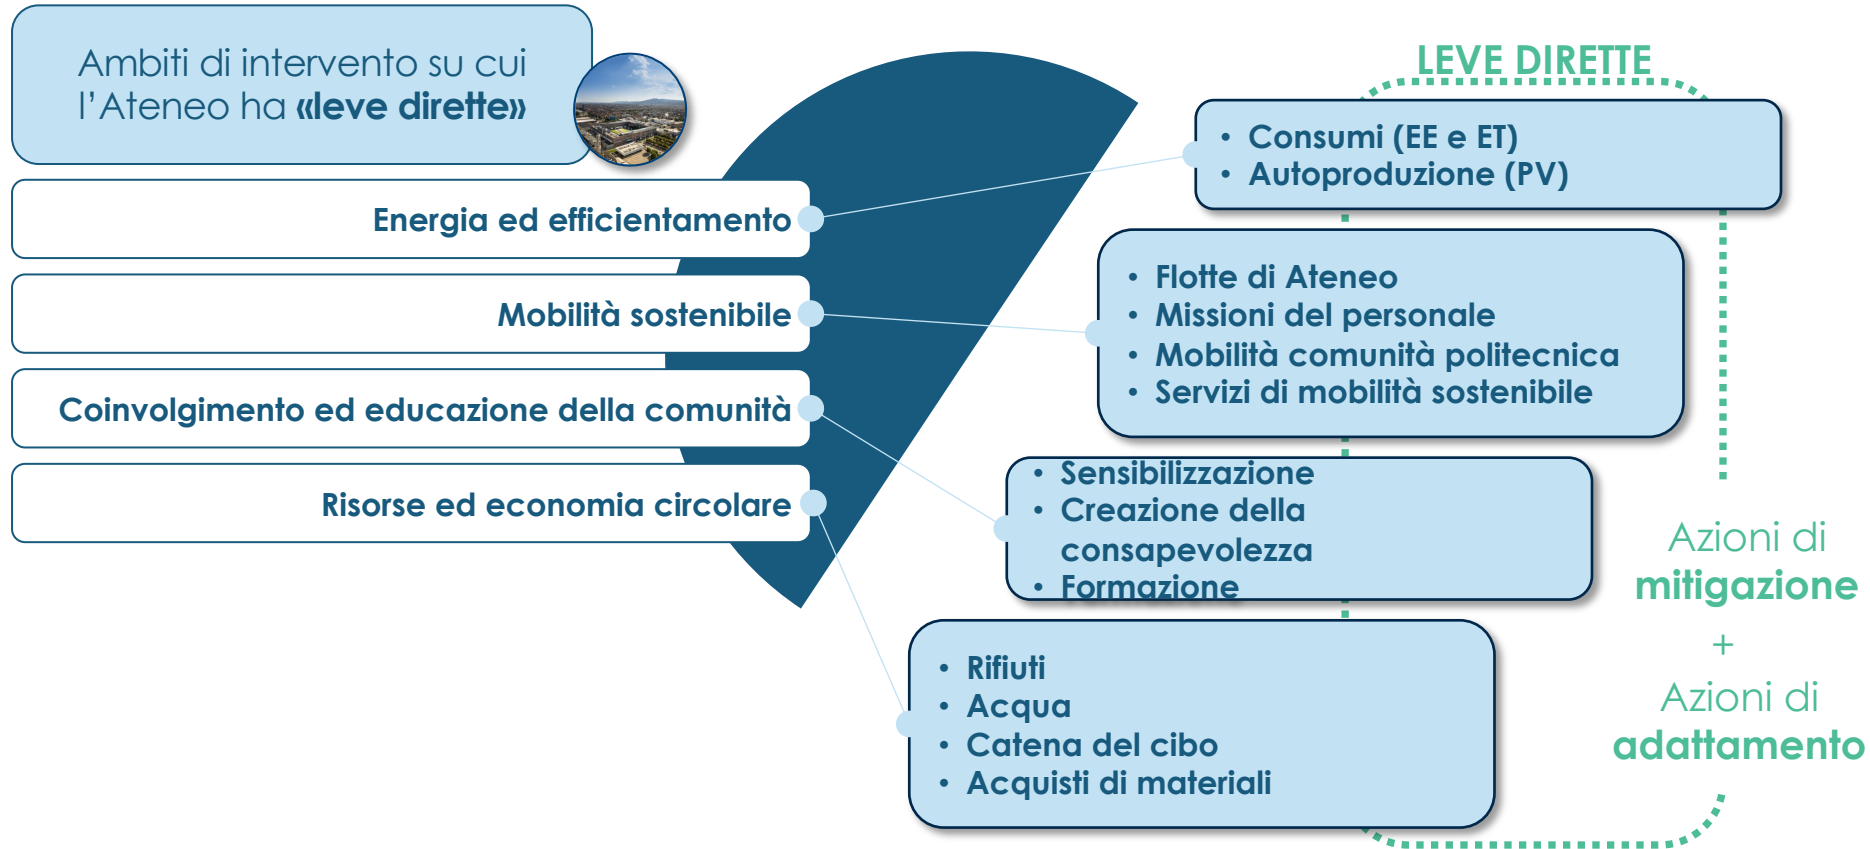 Ambiti di intervento su cui
l'Ateneo ha «leve dirette»
Energia ed efficientamento
Mobilità sostenibile
Coinvolgimento ed educazione della comunità
Risorse ed economia circolare
LEVE DIRETTE
• Consumi (EE e ET)
• Autoproduzione (PV)
• Flotte di Ateneo
• Missioni del personale
• Mobilità comunità politecnica
• Servizi di mobilità sostenibile
• Sensibilizzazione
• Creazione della
consapevolezza
• Formazione
• Rifiuti
• Acqua
• Catena del cibo
• Acquisti di materiali
Azioni di
mitigazione
+
Azioni di
adattamento